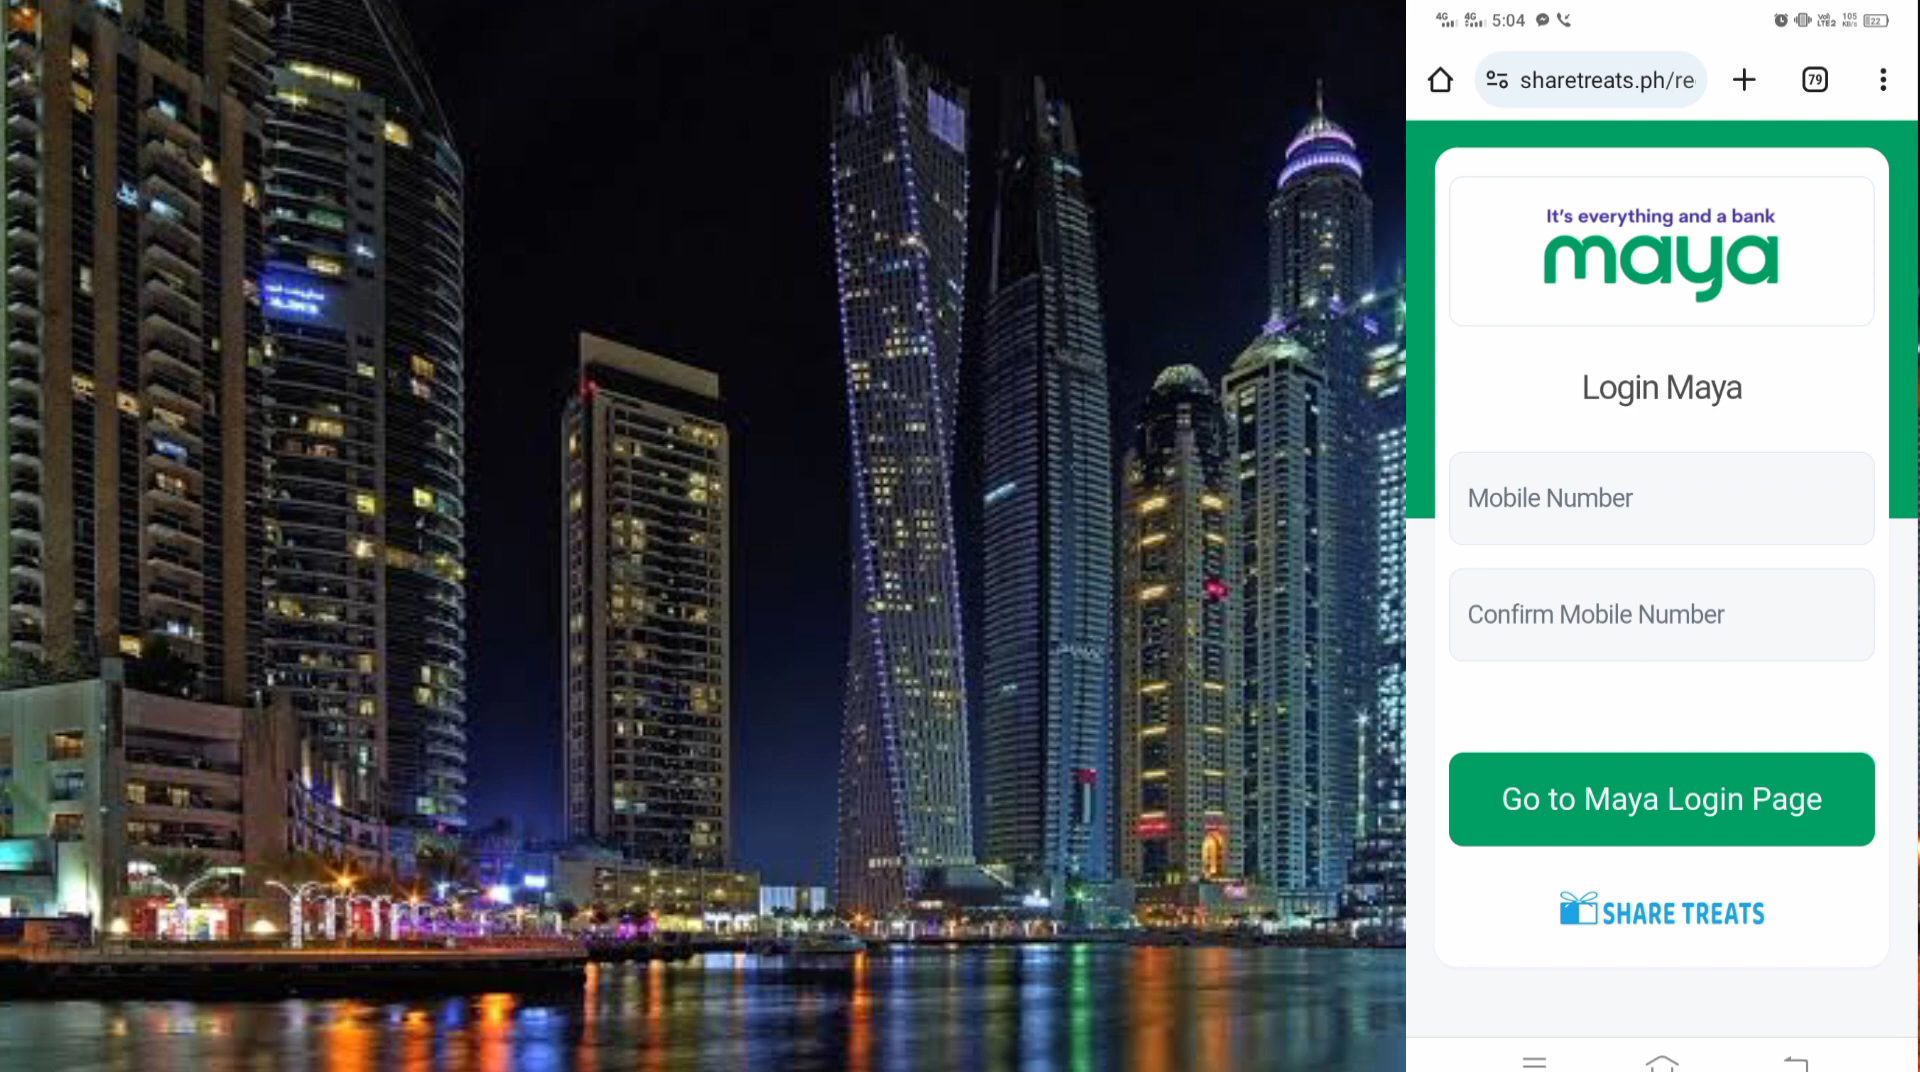 5:04
79
22
sharetreats.ph/re
It's everything and a bank
maya
Login Maya
Mobile Number
Confirm Mobile Number
Go to Maya Login Page
SHARE TREATS